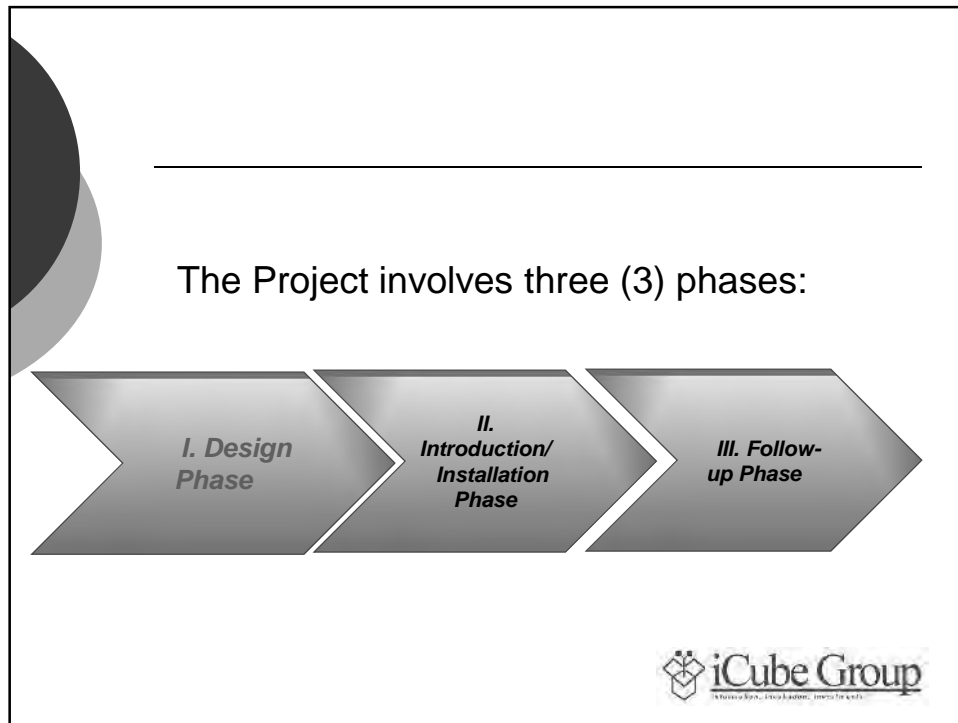 The Project involves three (3) phases:
I. Design
Phase
II.
Introduction/
Installation
Phase
III. Follow-
up Phase
iCube Group